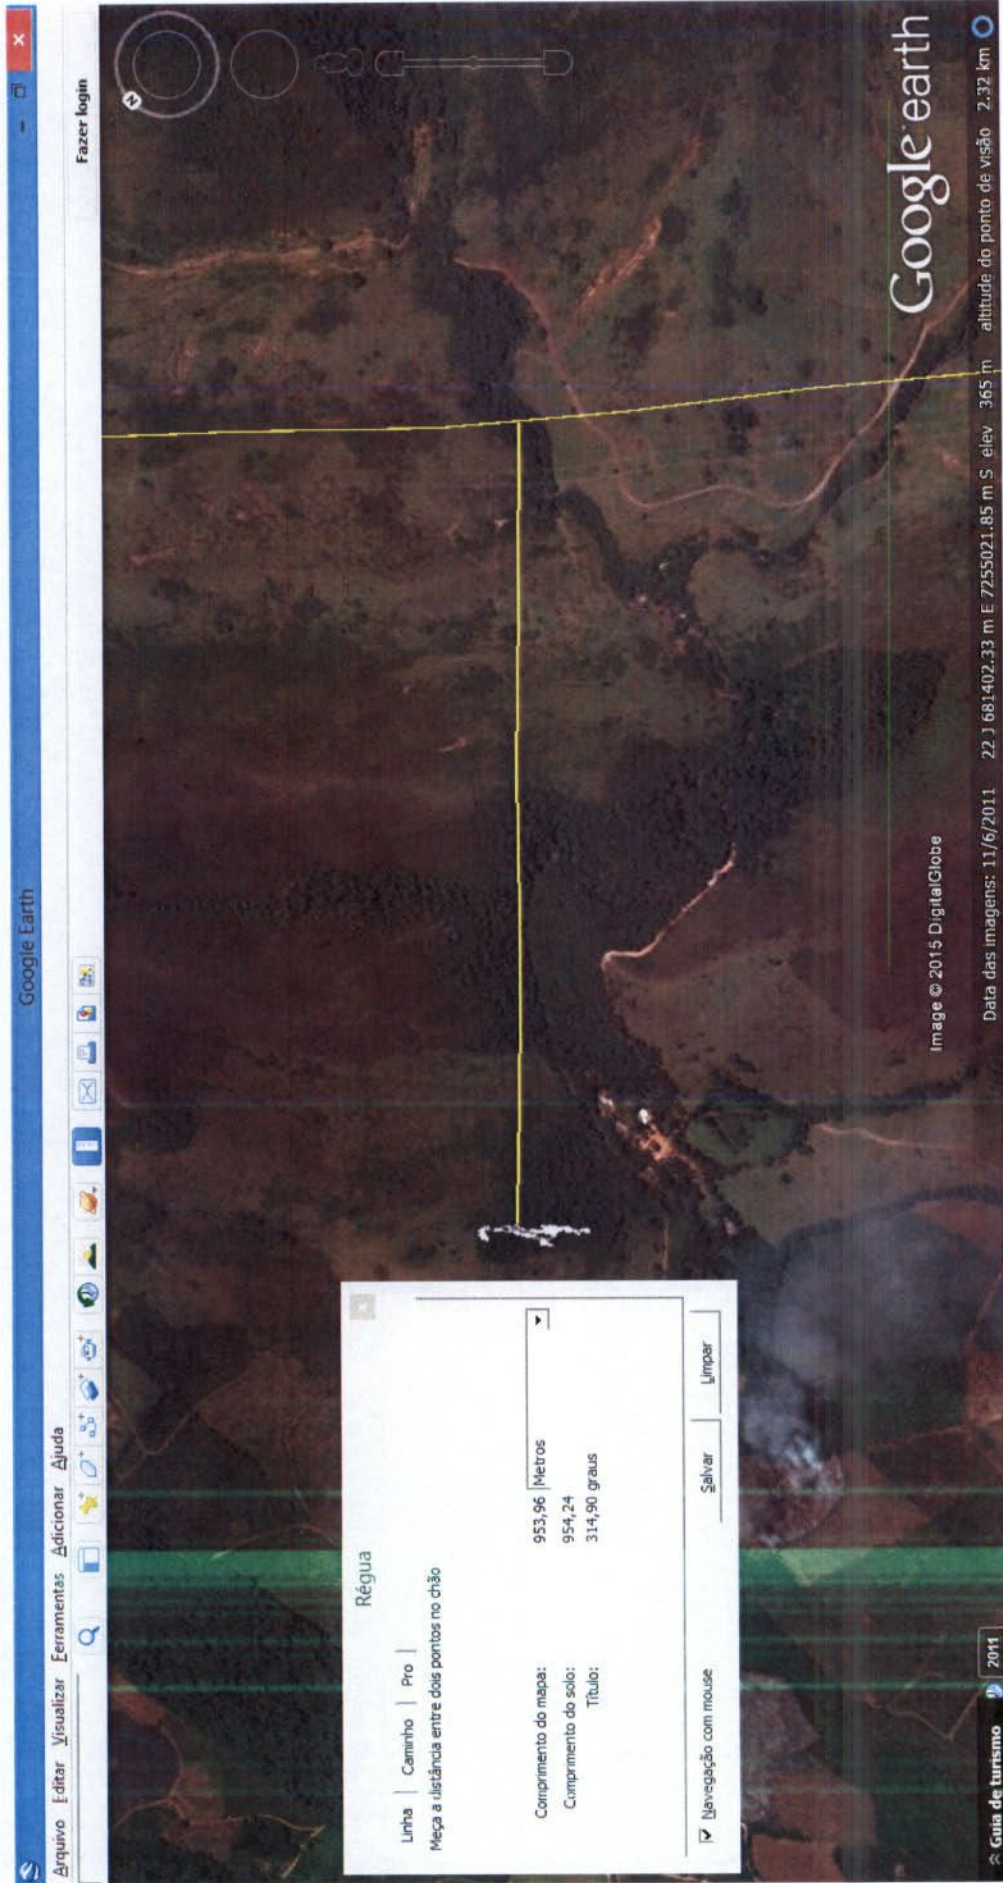 Google Earth
Arquivo Editar Visualizar Ferramentas Adicionar Ajuda
Fazer login
Régua
Linha | Caminho | Pro |
Meça a distância entre dois pontos no chão
Comprimento do mapa: 953,96 Metros
Comprimento do solo: 954,24
Título: 314,90 graus
Navegação com mouse
Salvar
Limpar
N
Image © 2015 DigitalGlobe
Google earth
Guia de turismo
2011
Data das imagens: 11/6/2011 22 J 681402.33 m E 7255021.85 m S elev 365 m altitude do ponto de visão 2.32 km